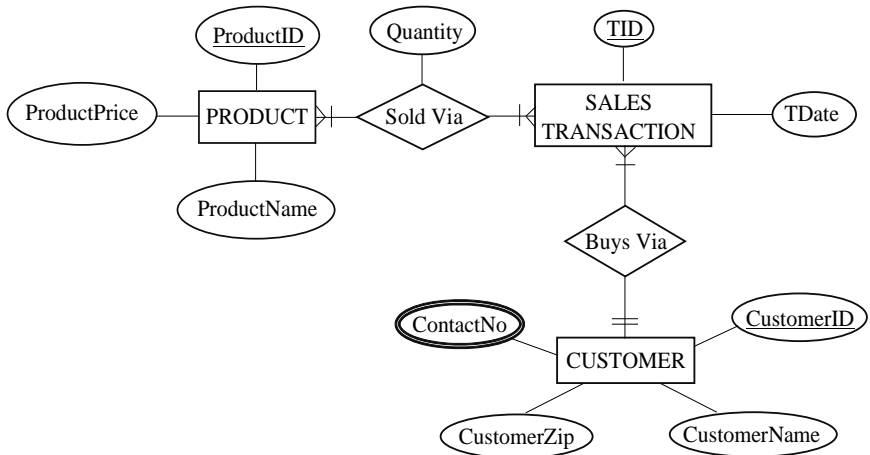 ProductID
Quantity
TID
ProductPrice
PRODUCT
Sold Via
SALES
TRANSACTION
TDate
ProductName
Buys Via
ContactNo
CustomerID
CUSTOMER
CustomerZip
CustomerName